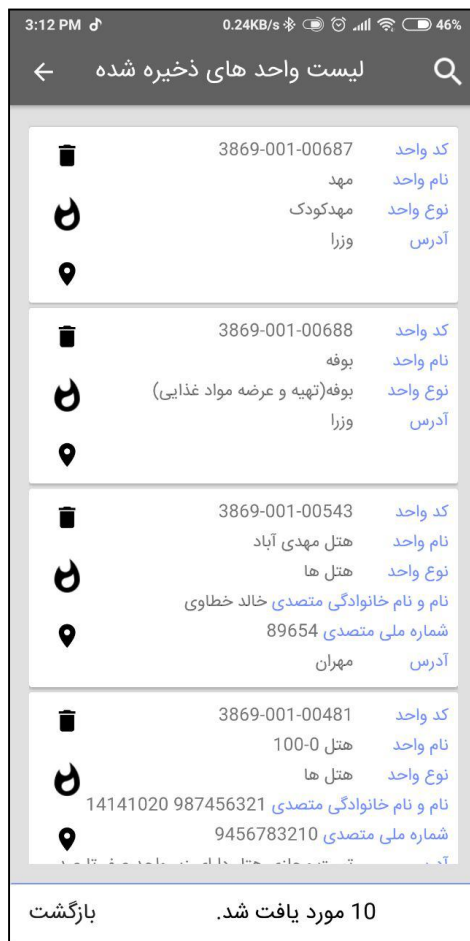 3:12 PM 0.24KB/s 46%
لیست واحد های ذخیره شده
کد واحد 3869-001-00687
نام واحد مهد
نوع واحد مهدکودک
آدرس وزرا
کد واحد 3869-001-00688
نام واحد بوفه
نوع واحد بوفه(تهیه و عرضه مواد غذایی)
آدرس وزرا
کد واحد 3869-001-00543
نام واحد هتل مهدی آباد
نوع واحد هتل ها
نام و نام خانوادگی متصدی خالد خطاوی
شماره ملی متصدی 89654
آدرس مهران
کد واحد 3869-001-00481
نام واحد هتل 0-100
نوع واحد هتل ها
نام و نام خانوادگی متصدی 987456321 14141020
شماره ملی متصدی 9456783210
10 مورد یافت شد.
بازگشت